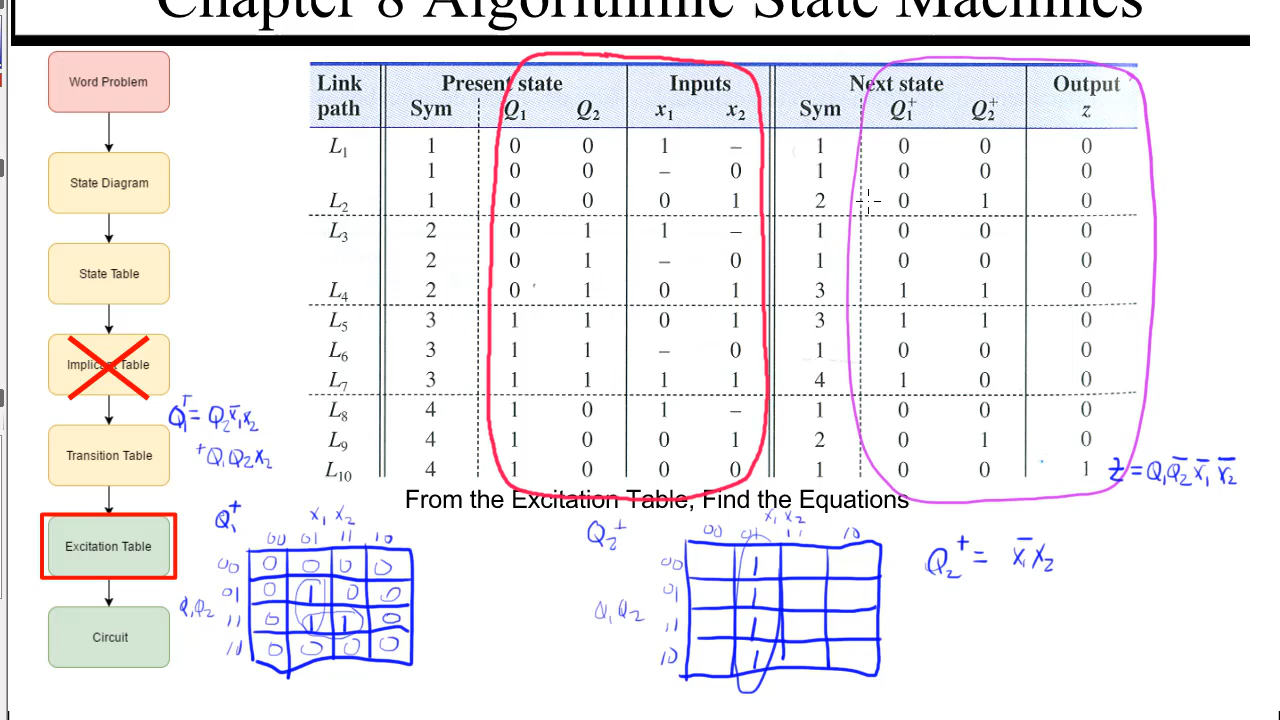 Chapter 8 Algorithmic State Machines
Word Problem
State Diagram
State Table
Implicant Table
Transition Table
Excitation Table
Circuit
Link Present state Inputs Next state Output
path Sym Q₁ Q₂ x₁ x₂ Sym Q₁⁺ Q₂⁺ z
L₁ 1 0 0 1 – 1 0 0 0
1 0 0 – 0 1 0 0 0
L₂ 1 0 0 0 1 2 0 1 0
L₃ 2 0 1 1 – 1 0 0 0
2 0 1 – 0 1 0 0 0
L₄ 2 0 1 0 1 3 1 1 0
L₅ 3 1 1 0 1 3 1 1 0
L₆ 3 1 1 – 0 1 0 0 0
L₇ 3 1 1 1 1 4 1 0 0
L₈ 4 1 0 1 – 1 0 0 0
L₉ 4 1 0 0 1 2 0 1 0
L₁₀ 4 1 0 0 0 1 0 0 1
Z = Q₁Q̅₂x̅₁x̅₂
From the Excitation Table, Find the Equations
Q₁⁺ = Q₂x̅₁x₂
+ Q₁Q₂x₂
Q₁⁺
x₁ x₂
00 01 11 10
00 0 0 0 0
01 0 1 0 0
Q₁Q₂
11 0 1 1 0
10 0 0 0 0
Q₂⁺
x₁ x₂
00 01 11 10
00 1
01 1
Q₁Q₂
11 1
10 1
Q₂⁺ = x̅₁x₂